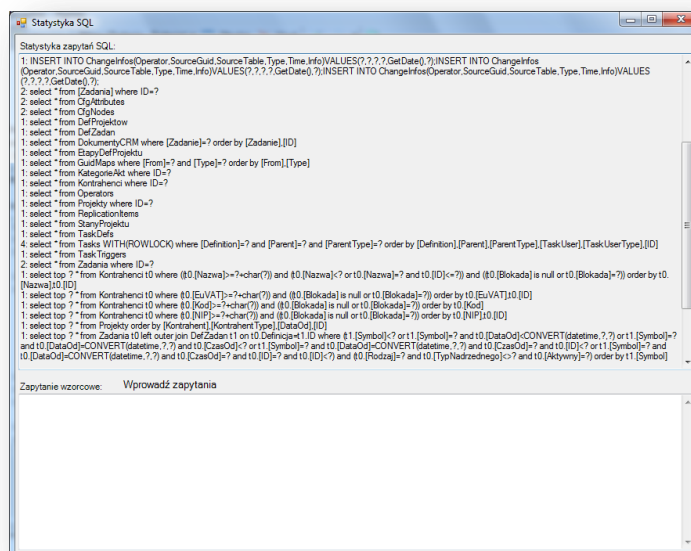 Statystyka SQL
Statystyka zapytań SQL:
1: INSERT INTO ChangeInfos(Operator,SourceGuid,SourceTable,Type,Time,Info)VALUES(?,?,?,?,GetDate(),?);INSERT INTO ChangeInfos
(Operator,SourceGuid,SourceTable,Type,Time,Info)VALUES(?,?,?,?,GetDate(),?);INSERT INTO ChangeInfos(Operator,SourceGuid,SourceTable,Type,Time,Info)VALUES
(?,?,?,?,GetDate(),?);
2: select * from [Zadania] where ID=?
2: select * from CfgAttributes
2: select * from CfgNodes
1: select * from DefProjektow
1: select * from DefZadan
1: select * from DokumentyCRM where [Zadanie]=? order by [Zadanie],[ID]
1: select * from EtapyDefProjektu
1: select * from GuidMaps where [From]=? and [Type]=? order by [From],[Type]
1: select * from KategorieAkt where ID=?
1: select * from Kontrahenci where ID=?
1: select * from Operators
1: select * from Projekty where ID=?
1: select * from ReplicationItems
1: select * from StanyProjektu
1: select * from TaskDefs
4: select * from Tasks WITH(ROWLOCK) where [Definition]=? and [Parent]=? and [ParentType]=? order by [Definition],[Parent],[ParentType],[TaskUser],[TaskUserType],[ID]
1: select * from TaskTriggers
2: select * from Zadania where ID=?
1: select top ? * from Kontrahenci t0 where (t0.[Nazwa]>=?+char(?)) and (t0.[Nazwa]<? or t0.[Nazwa]=? and t0.[ID]<=?)) and ((t0.[Blokada] is null or t0.[Blokada]=?)) order by t0.
[Nazwa],t0.[ID]
1: select top ? * from Kontrahenci t0 where (t0.[EuVAT]>=?+char(?)) and ((t0.[Blokada] is null or t0.[Blokada]=?)) order by t0.[EuVAT],t0.[ID]
1: select top ? * from Kontrahenci t0 where (t0.[Kod]>=?+char(?)) and ((t0.[Blokada] is null or t0.[Blokada]=?)) order by t0.[Kod]
1: select top ? * from Kontrahenci t0 where (t0.[NIP]>=?+char(?)) and ((t0.[Blokada] is null or t0.[Blokada]=?)) order by t0.[NIP],t0.[ID]
1: select top ? * from Projekty order by [Kontrahent],[KontrahentType],[DataOd],[ID]
1: select top ? * from Zadania t0 left outer join DefZadan t1 on t0.Definicja=t1.ID where (t1.[Symbol]<? or t1.[Symbol]=? and t0.[DataOd]<CONVERT(datetime,?,?) or t1.[Symbol]=?
and t0.[DataOd]=CONVERT(datetime,?,?) and t0.[CzasOd]<? or t1.[Symbol]=? and t0.[DataOd]=CONVERT(datetime,?,?) and t0.[CzasOd]=? and t0.[ID]<? or t1.[Symbol]=? and
t0.[DataOd]=CONVERT(datetime,?,?) and t0.[CzasOd]=? and t0.[ID]=? and t0.[ID]<?) and (t0.[Rodzaj]=? and t0.[TypNadrzednego]<>? and t0.[Aktywny]=?) order by t1.[Symbol]
Zapytanie wzorcowe: Wprowadź zapytania